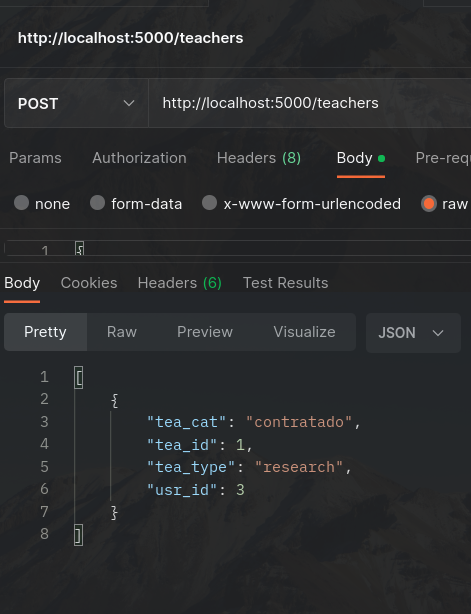 http://localhost:5000/teachers
POST http://localhost:5000/teachers
Params Authorization Headers (8) Body Pre-req
none form-data x-www-form-urlencoded raw
1 {
Body Cookies Headers (6) Test Results
Pretty Raw Preview Visualize JSON
1 [
2 {
3 "tea_cat": "contratado",
4 "tea_id": 1,
5 "tea_type": "research",
6 "usr_id": 3
7 }
8 ]